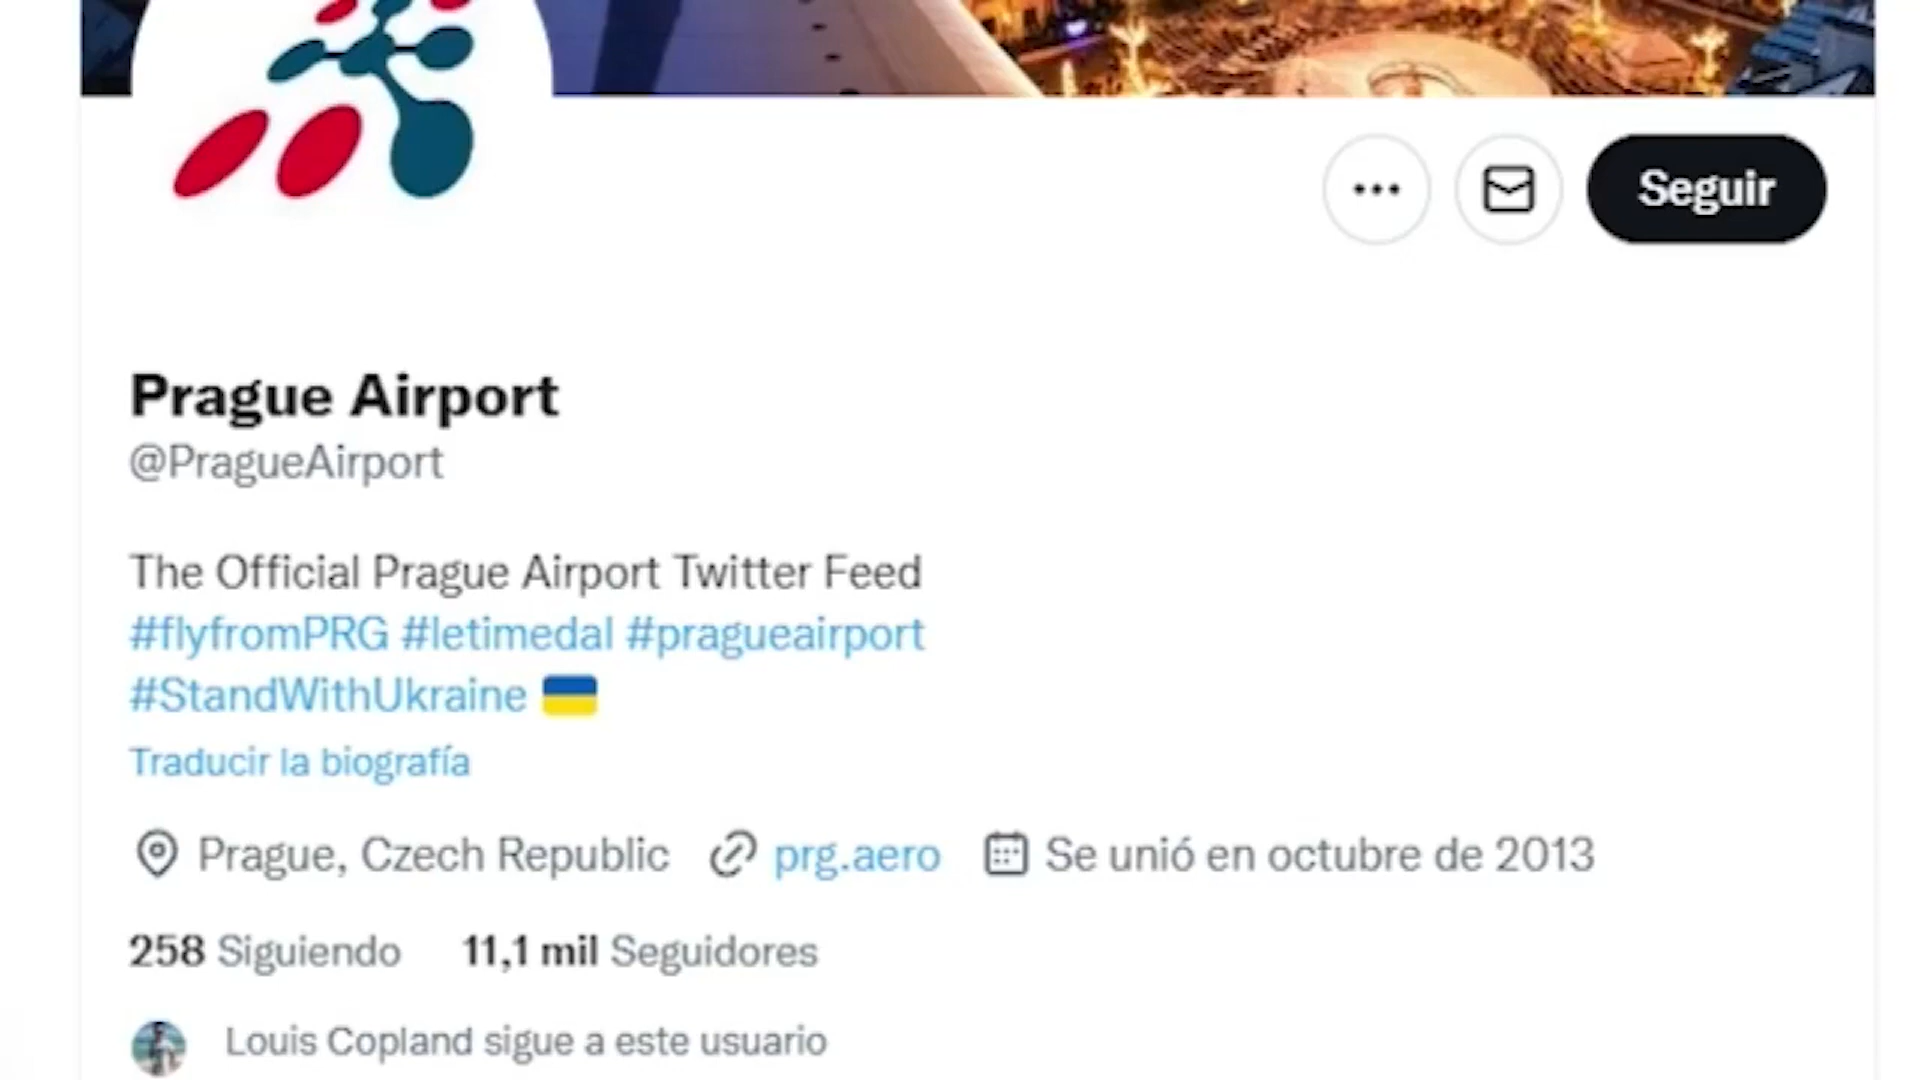 Seguir
Prague Airport
@PragueAirport
The Official Prague Airport Twitter Feed
#flyfromPRG #letimedal #pragueairport
#StandWithUkraine
Traducir la biografía
Prague, Czech Republic prg.aero Se unió en octubre de 2013
258 Siguiendo 11,1 mil Seguidores
Louis Copland sigue a este usuario